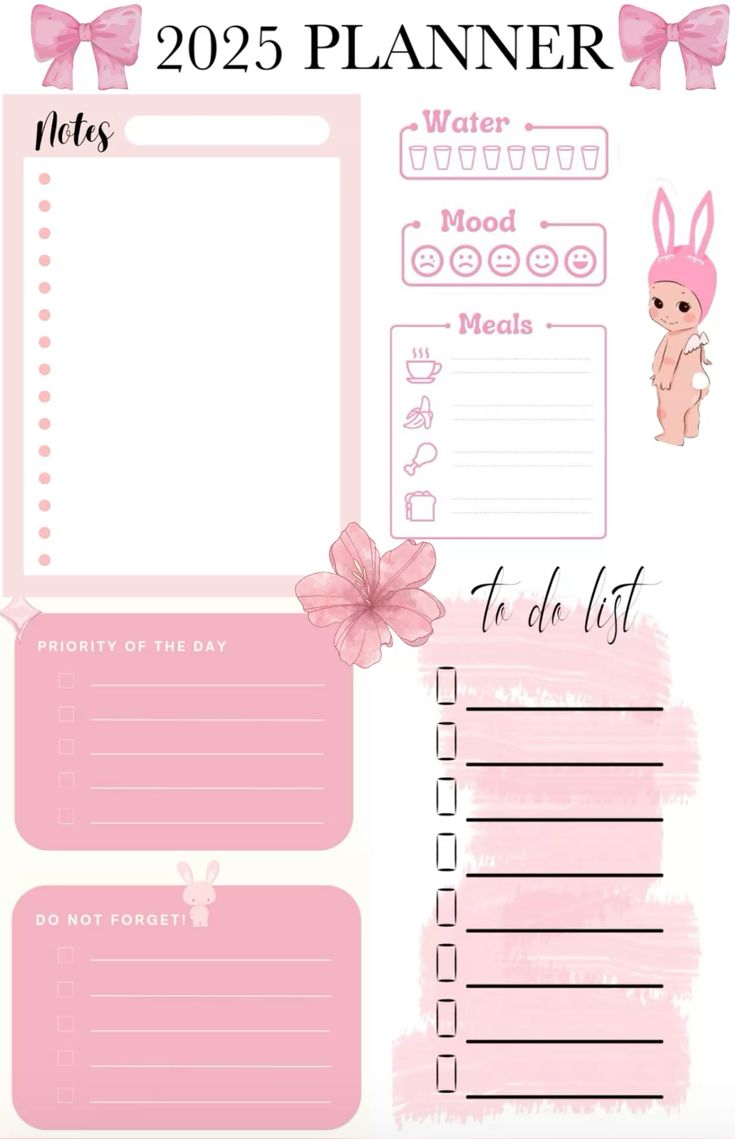 2025 PLANNER
Notes
Water
Mood
Meals
to do list
PRIORITY OF THE DAY
DO NOT FORGET!